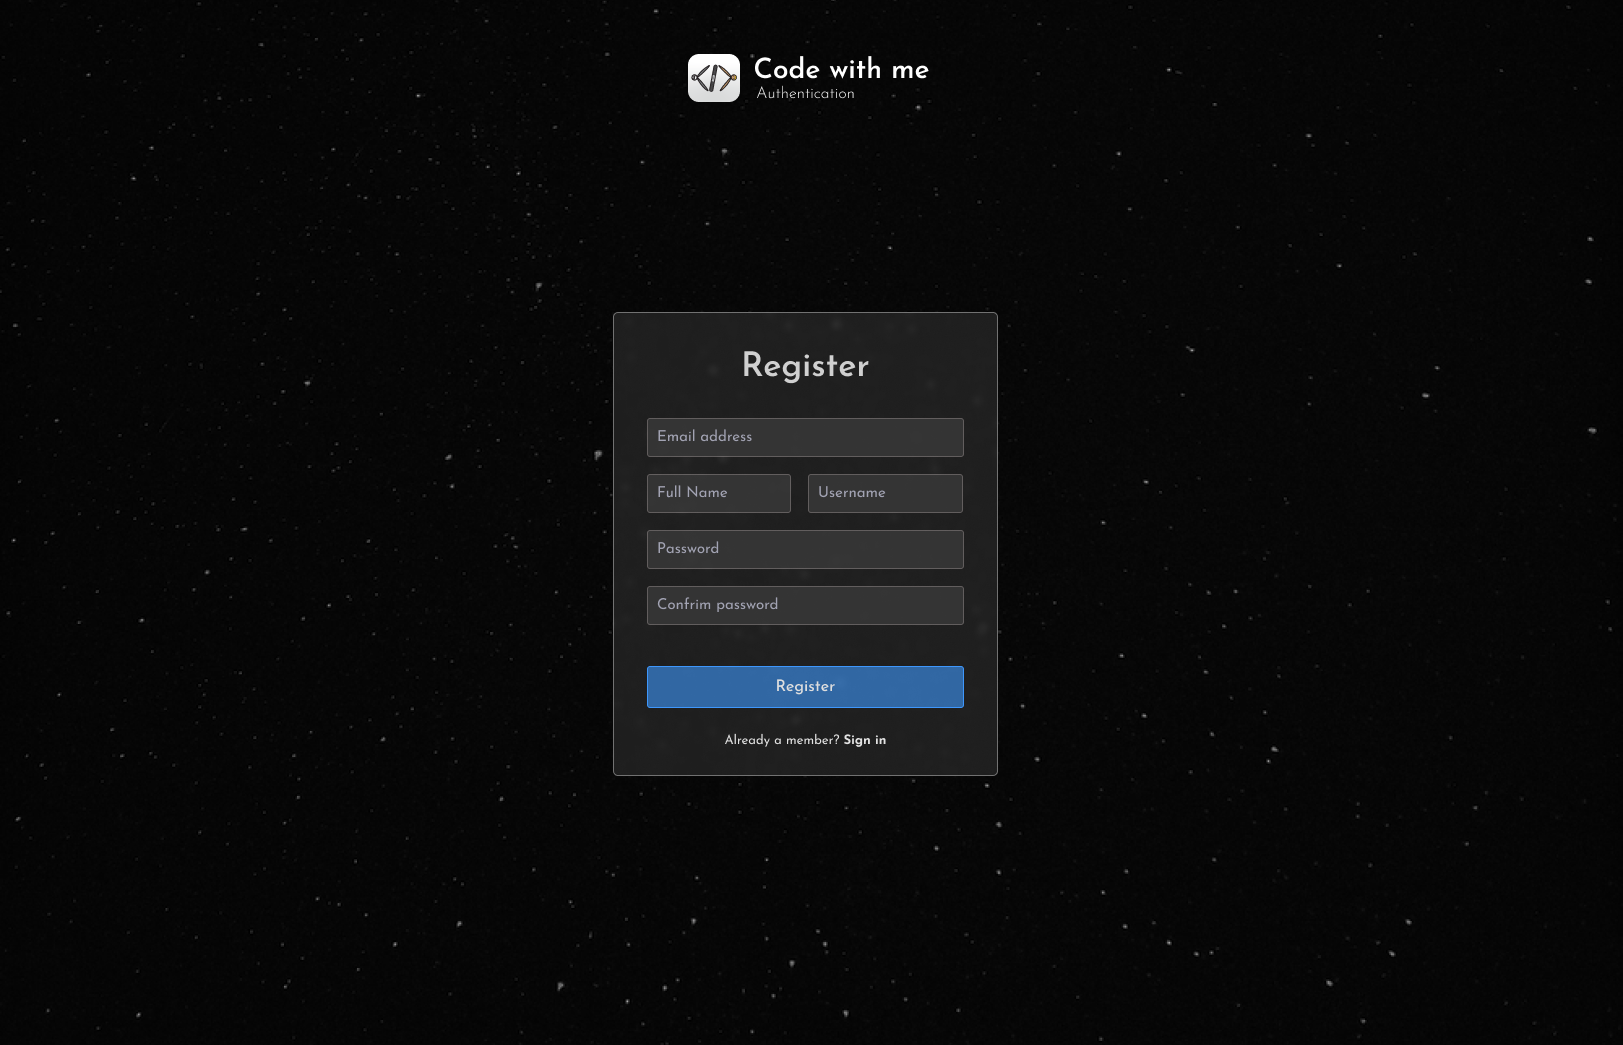 Code with me
Authentication
Register
Email address
Full Name Username
Password
Confrim password
Register
Already a member? Sign in